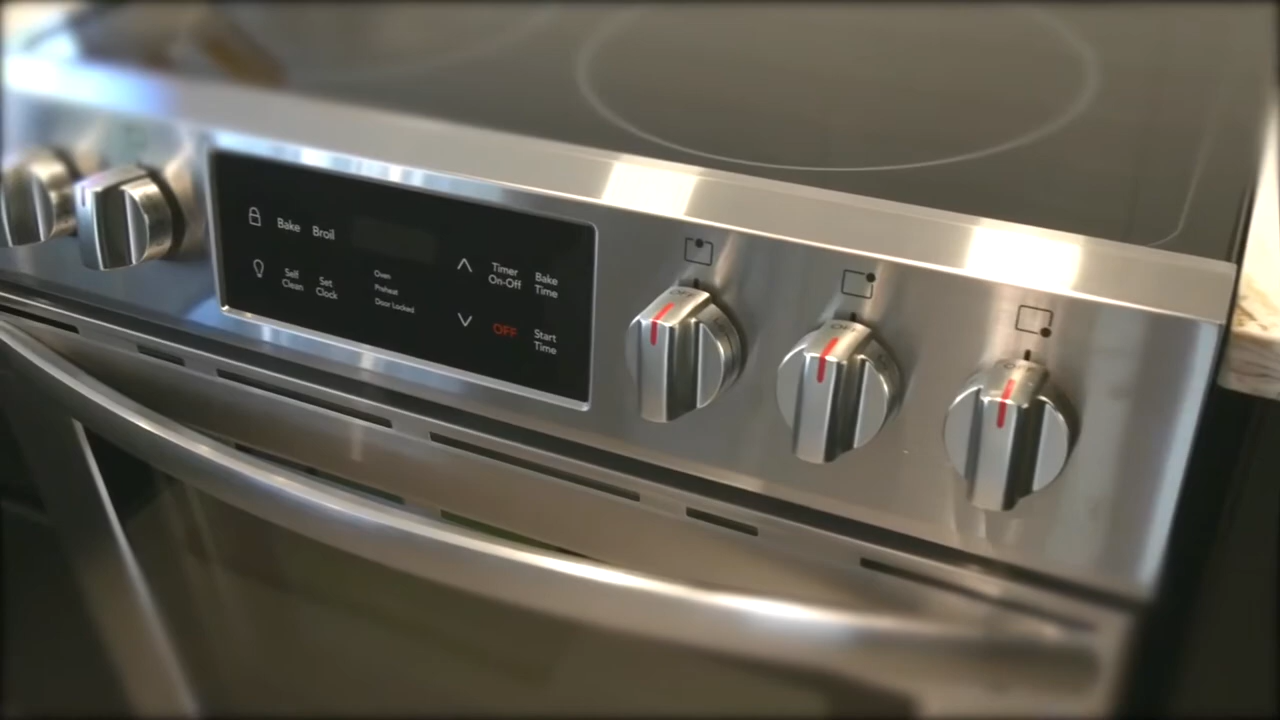 Bake Broil
Self
Clean
Set
Clock
Oven
Preheat
Door Locked
Timer
On-Off
Bake
Time
OFF
Start
Time